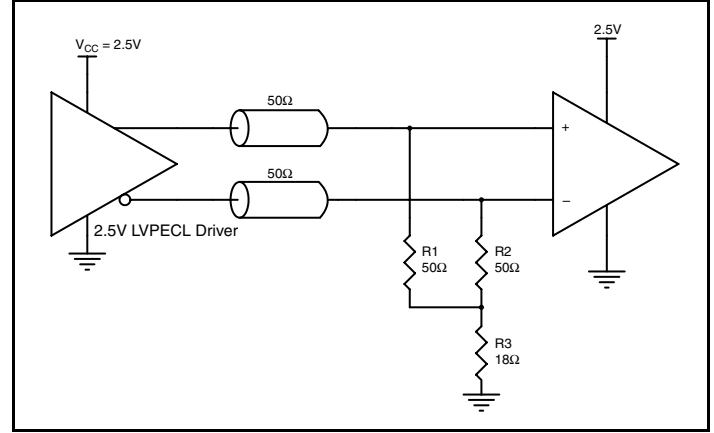 V_CC = 2.5V
2.5V
50Ω
50Ω
+
−
2.5V LVPECL Driver
R1
50Ω
R2
50Ω
R3
18Ω